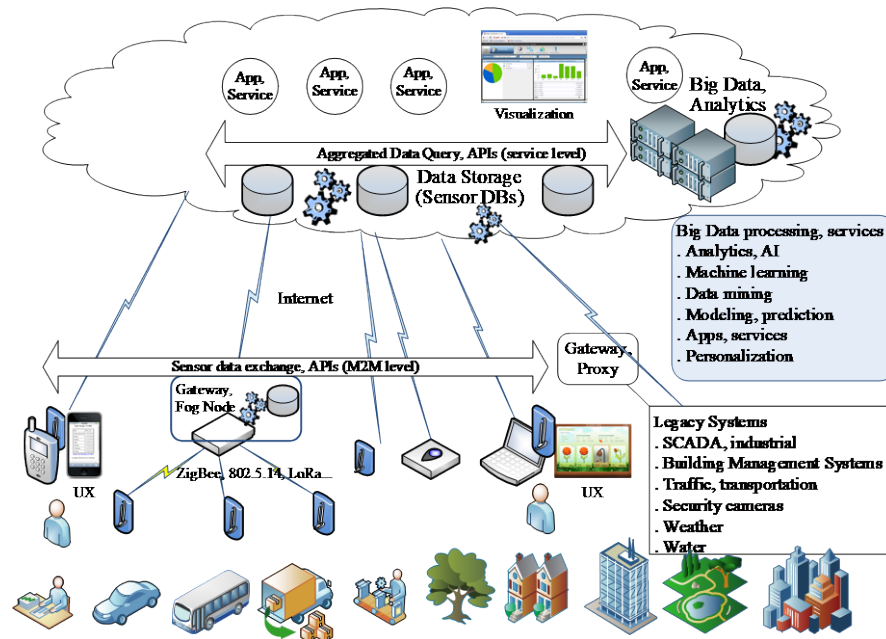 App,
Service
App,
Service
App,
Service
App,
Service
Visualization
Big Data,
Analytics
Aggregated Data Query, APIs (service level)
Data Storage
(Sensor DBs)
Big Data processing, services
. Analytics, AI
. Machine learning
. Data mining
. Modeling, prediction
. Apps, services
. Personalization
Internet
Sensor data exchange, APIs (M2M level)
Gateway,
Proxy
Gateway,
Fog Node
ZigBee, 802.5.14, LoRa...
UX
UX
Legacy Systems
. SCADA, industrial
. Building Management Systems
. Traffic, transportation
. Security cameras
. Weather
. Water